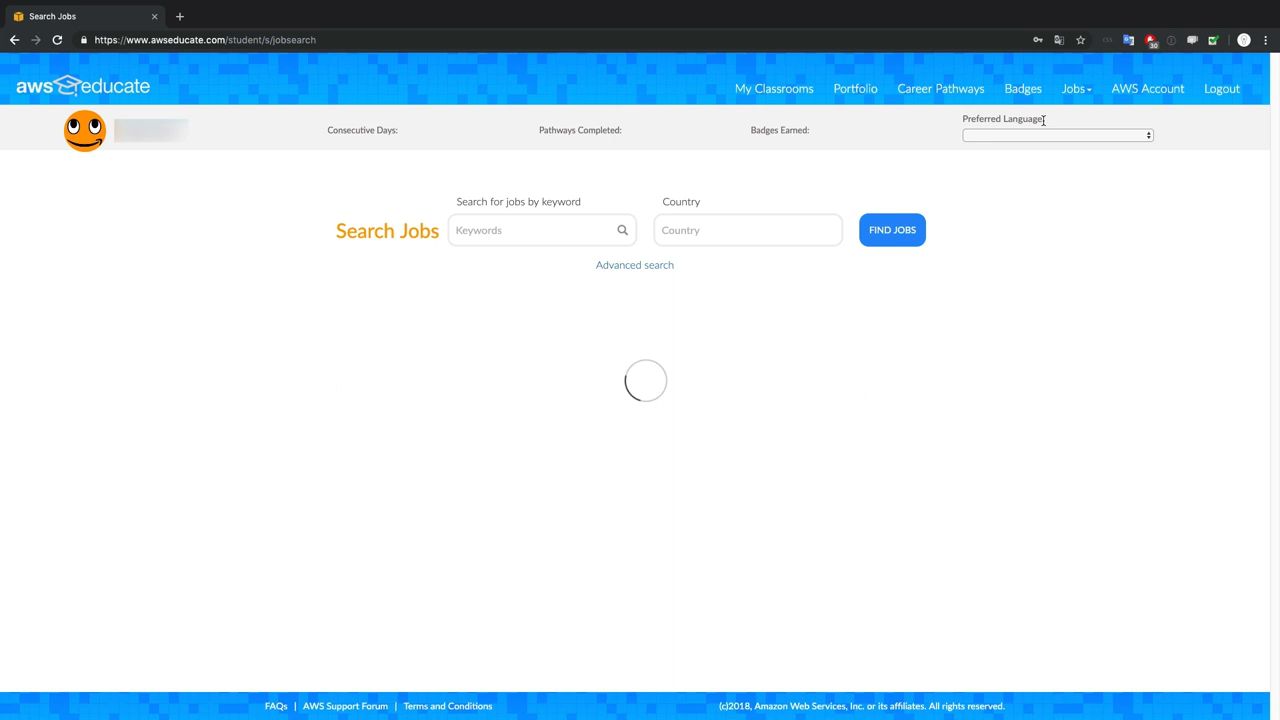 Search Jobs
https://www.awseducate.com/student/s/jobsearch
30
aws educate
My Classrooms
Portfolio
Career Pathways
Badges
Jobs
AWS Account
Logout
Consecutive Days:
Pathways Completed:
Badges Earned:
Preferred Language:
Search for jobs by keyword
Country
Search Jobs
Keywords
Country
FIND JOBS
Advanced search
FAQs | AWS Support Forum | Terms and Conditions
(c)2018, Amazon Web Services, Inc. or its affiliates. All rights reserved.